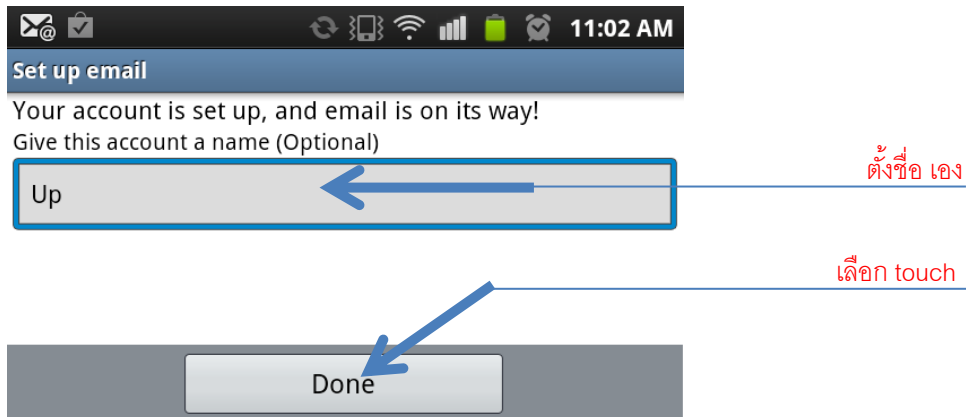 11:02 AM
Set up email
Your account is set up, and email is on its way!
Give this account a name (Optional)
Up
ตั้งชื่อ เอง
เลือก touch
Done